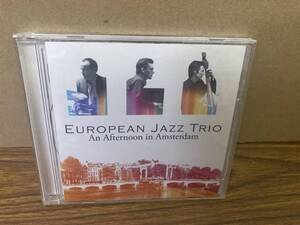 EUROPEAN JAZZ TRIO
An Afternoon in Amsterdam